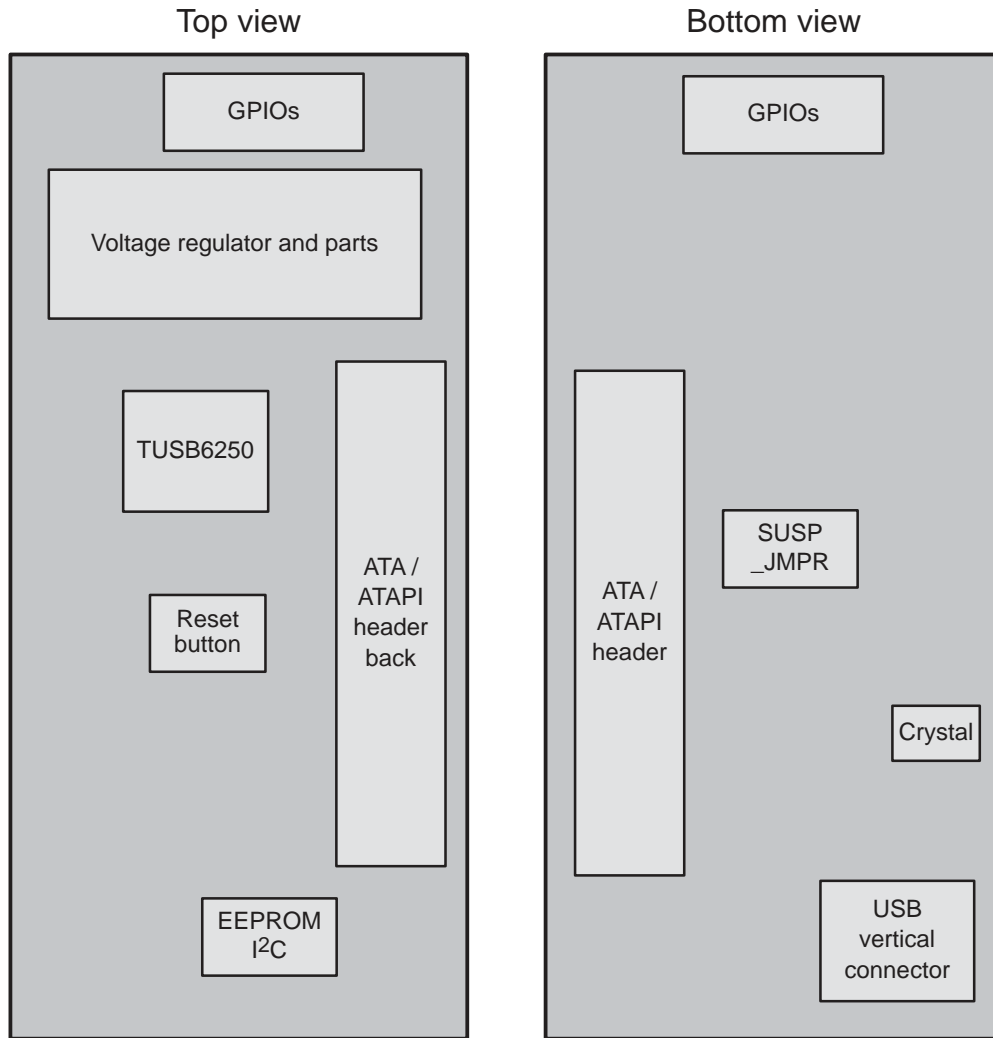 Top view
GPIOs
Voltage regulator and parts
TUSB6250
Reset
button
ATA /
ATAPI
header
back
EEPROM
I²C
Bottom view
GPIOs
ATA /
ATAPI
header
SUSP
_JMPR
Crystal
USB
vertical
connector